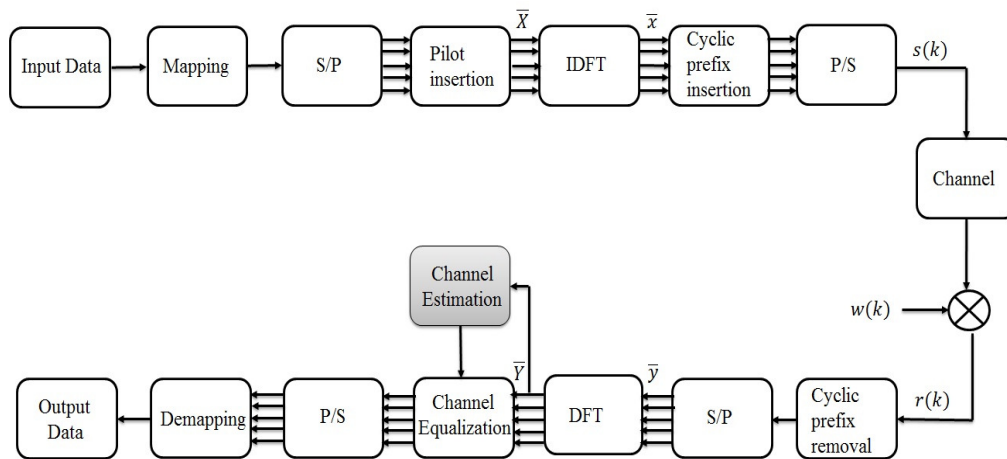 Input Data
Mapping
S/P
Pilot
insertion
X̅
IDFT
x̅
Cyclic
prefix
insertion
P/S
s(k)
Channel
w(k)
r(k)
Cyclic
prefix
removal
S/P
y̅
DFT
Y̅
Channel
Estimation
Channel
Equalization
P/S
Demapping
Output
Data